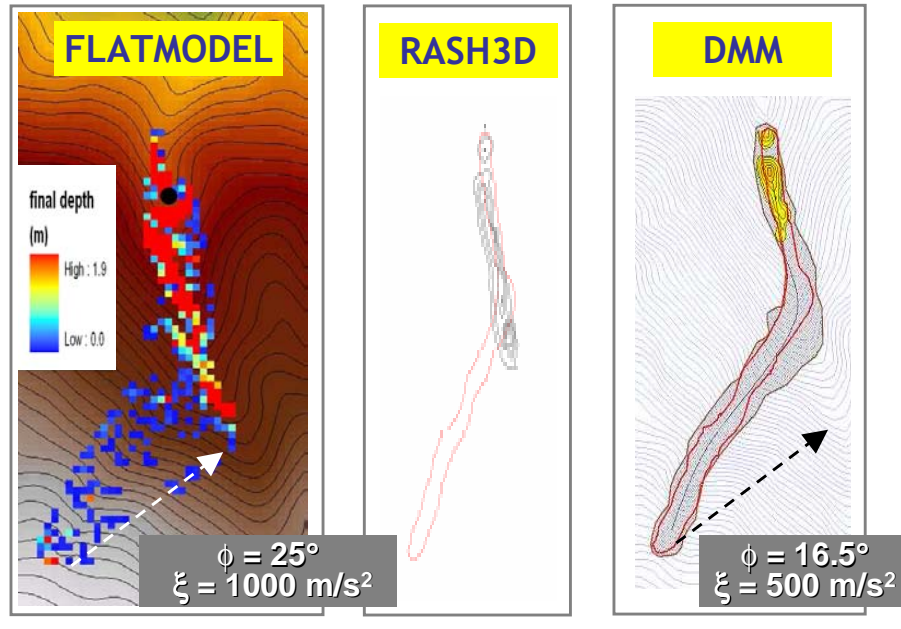 FLATMODEL
final depth
(m)
High : 1.9
Low : 0.0
ϕ = 25°
ξ = 1000 m/s²
RASH3D
DMM
ϕ = 16.5°
ξ = 500 m/s²